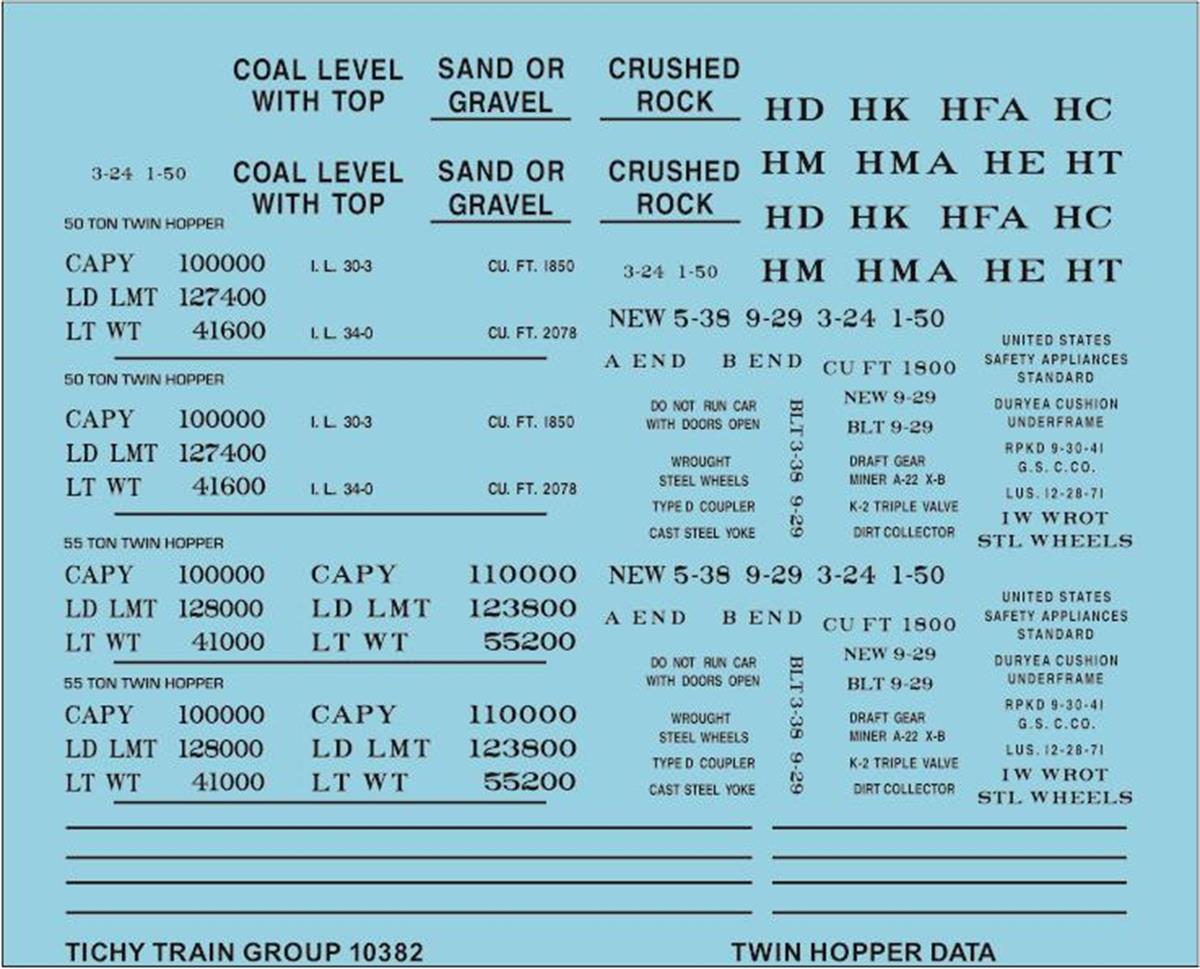 COAL LEVEL WITH TOP
SAND OR GRAVEL
CRUSHED ROCK
HD HK HFA HC
HM HMA HE HT
3-24 1-50
COAL LEVEL WITH TOP
SAND OR GRAVEL
CRUSHED ROCK
HD HK HFA HC
HM HMA HE HT
50 TON TWIN HOPPER
CAPY 100000 I. L. 30-3 CU. FT. 1850
LD LMT 127400
LT WT 41600 I. L. 34-0 CU. FT. 2078
50 TON TWIN HOPPER
CAPY 100000 I. L. 30-3 CU. FT. 1850
LD LMT 127400
LT WT 41600 I. L. 34-0 CU. FT. 2078
55 TON TWIN HOPPER
CAPY 100000 CAPY 110000
LD LMT 128000 LD LMT 123800
LT WT 41000 LT WT 55200
55 TON TWIN HOPPER
CAPY 100000 CAPY 110000
LD LMT 128000 LD LMT 123800
LT WT 41000 LT WT 55200
3-24 1-50
NEW 5-38 9-29 3-24 1-50
A END B END
CU FT 1800
NEW 9-29
BLT 9-29
DO NOT RUN CAR
WITH DOORS OPEN
WROUGHT
STEEL WHEELS
TYPE D COUPLER
CAST STEEL YOKE
BLT 3-38 9-29
DRAFT GEAR
MINER A-22 X-B
K-2 TRIPLE VALVE
DIRT COLLECTOR
UNITED STATES
SAFETY APPLIANCES
STANDARD
DURYEA CUSHION
UNDERFRAME
RPKD 9-30-41
G.S. C.CO.
LUS. 12-28-71
1W WROT
STL WHEELS
NEW 5-38 9-29 3-24 1-50
A END B END
CU FT 1800
NEW 9-29
BLT 9-29
DO NOT RUN CAR
WITH DOORS OPEN
WROUGHT
STEEL WHEELS
TYPE D COUPLER
CAST STEEL YOKE
BLT 3-38 9-29
DRAFT GEAR
MINER A-22 X-B
K-2 TRIPLE VALVE
DIRT COLLECTOR
UNITED STATES
SAFETY APPLIANCES
STANDARD
DURYEA CUSHION
UNDERFRAME
RPKD 9-30-41
G.S. C.CO.
LUS. 12-28-71
1W WROT
STL WHEELS
TICHY TRAIN GROUP 10382
TWIN HOPPER DATA